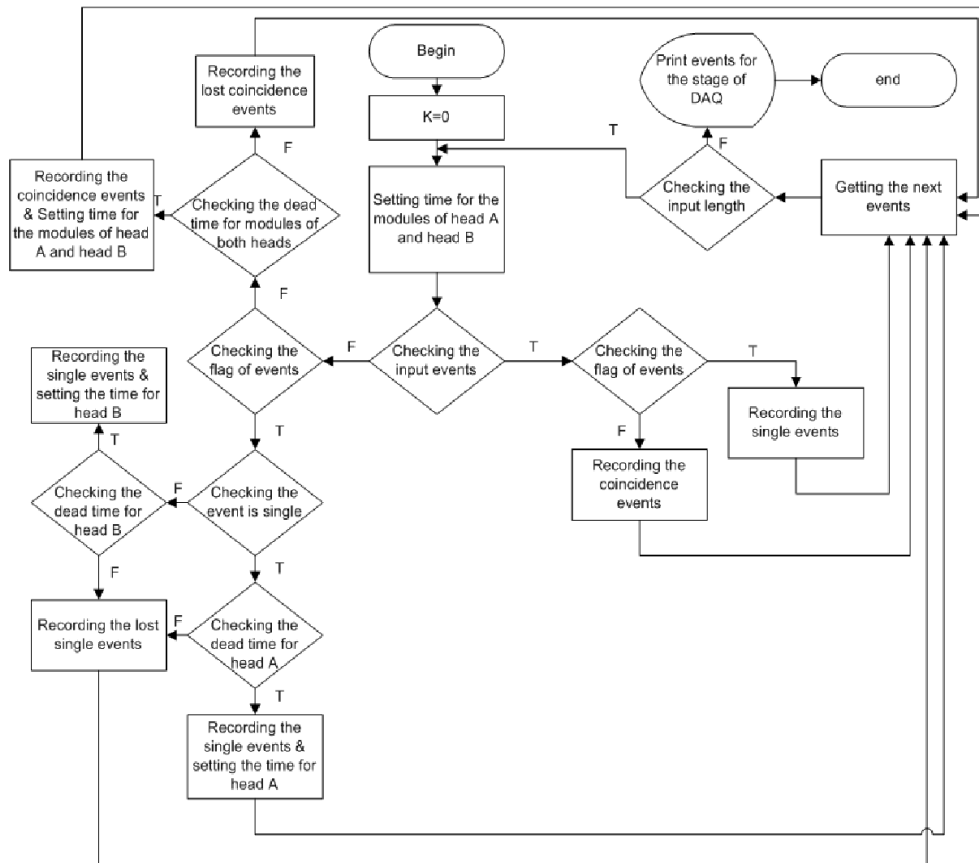 Begin
Print events for
the stage of
DAQ
end
Recording the
lost coincidence
events
K=0
T
F
F
Recording the
coincidence events
& Setting time for
the modules of head
A and head B
T
Checking the dead
time for modules of
both heads
Setting time for the
modules of head A
and head B
Checking the
input length
Getting the next
events
F
Checking the
flag of events
F
Checking the
input events
T
Checking the
flag of events
T
Recording the
single events &
setting the time for
head B
Recording the
single events
T
F
T
Recording the
coincidence
events
Checking the
dead time for
head B
F
Checking the
event is single
F
T
Recording the lost
single events
F
Checking the
dead time for
head A
T
Recording the
single events &
setting the time for
head A